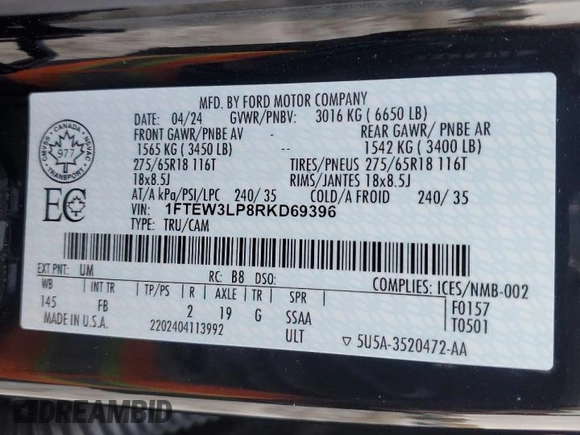 MFD. BY FORD MOTOR COMPANY
DATE: 04/24 GVWR/PNBV: 3016 KG ( 6650 LB)
FRONT GAWR/PNBE AV REAR GAWR/ PNBE AR
1565 KG ( 3450 LB) -- 1542 KG ( 3400 LB)
275/65R18 116T TIRES/PNEUS 275/65R18 116T
18x8.5J RIMS/JANTES 18x8.5J
AT/A kPa/PSI/LPC 240/ 35 COLD/A FROID 240/ 35
VIN: 1FTEW3LP8RKD69396
TYPE: TRU/CAM
CANADA
977
EC
EXT PNT: UM RC: B8 DSO: COMPLIES: ICES/NMB-002
WB INT TR TP/PS R AXLE TR SPR F0157
145 FB 2 19 G SSAA T0501
MADE IN U.S.A. 2202404113992 ULT ▽ 5U5A-3520472-AA
DREAMBID